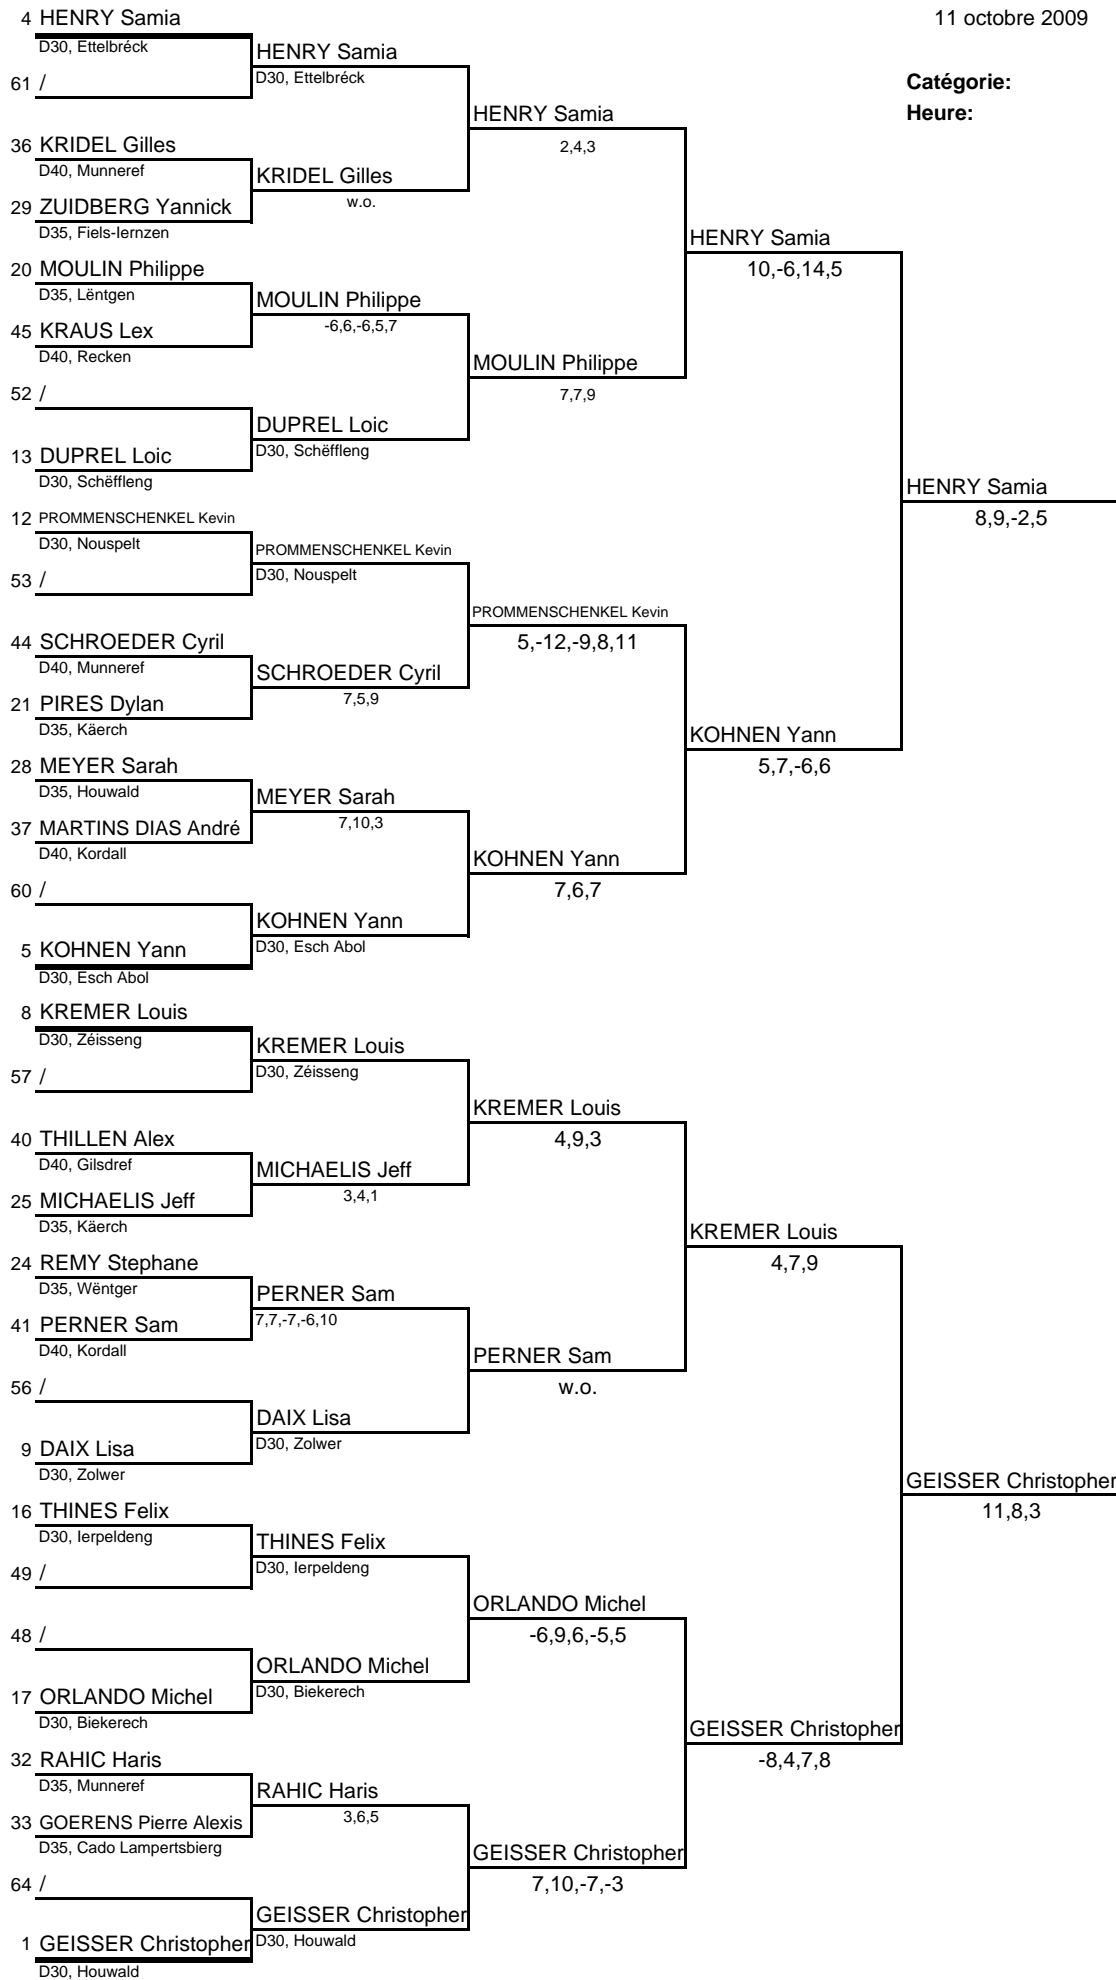 4 HENRY Samia
11 octobre 2009
D30, Ettelbréck
HENRY Samia
61 /
D30, Ettelbréck
Catégorie:
HENRY Samia
Heure:
2,4,3
36 KRIDEL Gilles
D40, Munneref
KRIDEL Gilles
w.o.
29 ZUIDBERG Yannick
D35, Fiels-Iernzen
HENRY Samia
10,-6,14,5
20 MOULIN Philippe
D35, Lëntgen
MOULIN Philippe
-6,6,-6,5,7
45 KRAUS Lex
D40, Recken
MOULIN Philippe
7,7,9
52 /
DUPREL Loic
D30, Schëffleng
13 DUPREL Loic
D30, Schëffleng
HENRY Samia
8,9,-2,5
12 PROMMENSCHENKEL Kevin
D30, Nouspelt
PROMMENSCHENKEL Kevin
D30, Nouspelt
53 /
PROMMENSCHENKEL Kevin
5,-12,-9,8,11
44 SCHROEDER Cyril
D40, Munneref
SCHROEDER Cyril
7,5,9
21 PIRES Dylan
D35, Käerch
KOHNEN Yann
5,7,-6,6
28 MEYER Sarah
D35, Houwald
MEYER Sarah
7,10,3
37 MARTINS DIAS André
D40, Kordall
KOHNEN Yann
7,6,7
60 /
KOHNEN Yann
D30, Esch Abol
5 KOHNEN Yann
D30, Esch Abol
8 KREMER Louis
D30, Zéisseng
KREMER Louis
D30, Zéisseng
57 /
KREMER Louis
4,9,3
40 THILLEN Alex
D40, Gilsdref
MICHAELIS Jeff
3,4,1
25 MICHAELIS Jeff
D35, Käerch
KREMER Louis
4,7,9
24 REMY Stephane
D35, Wëntger
PERNER Sam
7,7,-7,-6,10
41 PERNER Sam
D40, Kordall
PERNER Sam
w.o.
56 /
DAIX Lisa
D30, Zolwer
9 DAIX Lisa
D30, Zolwer
GEISSER Christopher
11,8,3
16 THINES Felix
D30, Ierpeldeng
THINES Felix
D30, Ierpeldeng
49 /
ORLANDO Michel
-6,9,6,-5,5
48 /
ORLANDO Michel
D30, Biekerech
17 ORLANDO Michel
D30, Biekerech
GEISSER Christopher
-8,4,7,8
32 RAHIC Haris
D35, Munneref
RAHIC Haris
3,6,5
33 GOERENS Pierre Alexis
D35, Cado Lampertsbierg
GEISSER Christopher
7,10,-7,-3
64 /
GEISSER Christopher
D30, Houwald
1 GEISSER Christopher
D30, Houwald